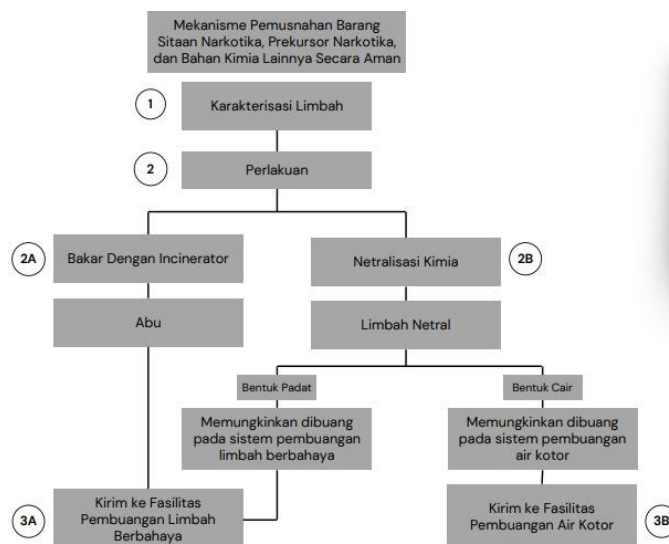 Mekanisme Pemusnahan Barang
Sitaan Narkotika, Prekursor Narkotika,
dan Bahan Kimia Lainnya Secara Aman
1
Karakterisasi Limbah
2
Perlakuan
2A
Bakar Dengan Incinerator
Netralisasi Kimia
2B
Abu
Limbah Netral
Bentuk Padat
Bentuk Cair
Memungkinkan dibuang
pada sistem pembuangan
limbah berbahaya
Memungkinkan dibuang
pada sistem pembuangan
air kotor
3A
Kirim ke Fasilitas
Pembuangan Limbah
Berbahaya
Kirim ke Fasilitas
Pembuangan Air Kotor
3B